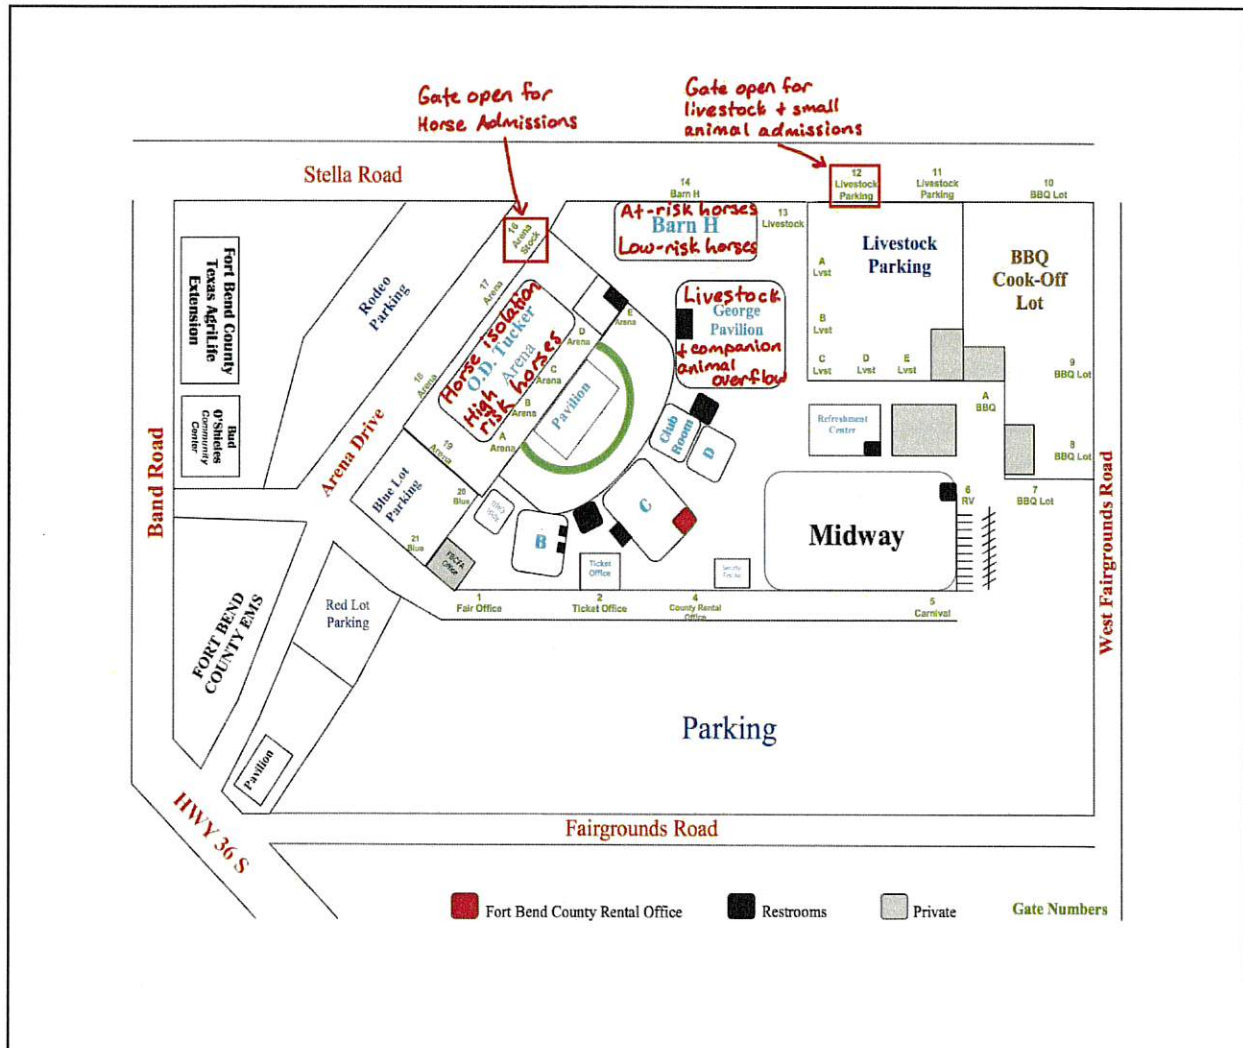 Gate open for
Horse Admissions
Gate open for
livestock + small
animal admissions
Stella Road
14
Barn H
12
Livestock
Parking
11
Livestock
Parking
10
BBQ Lot
13
Livestock
At-risk horses
Barn H
Low-risk horses
16
Arena
Stock
17
Arena
18
Arena
19
Arena
20
Blue
21
Blue
Fort Bend County
Texas AgriLife
Extension
Bud
O'Shieles
Community
Center
Rodeo
Parking
Horse isolation
O.D. Tucker
Arena
High
risk horses
E
Arena
D
Arena
C
Arena
B
Arena
A
Arena
Pavilion
Livestock
George
Pavilion
+ companion
animal
overflow
Livestock
Parking
A
Lvst
B
Lvst
C
Lvst
D
Lvst
E
Lvst
BBQ
Cook-Off
Lot
9
BBQ Lot
A
BBQ
8
BBQ Lot
7
BBQ Lot
6
RV
Refreshment
Center
Club
Room
D
C
B
Midway
Arena Drive
Blue Lot
Parking
FBCFA
Office
Ticket
Office
1
Fair Office
2
Ticket Office
4
County Rental
Office
5
Carnival
Band Road
West Fairgrounds Road
FORT BEND
COUNTY EMS
Red Lot
Parking
Pavilion
Parking
HWY 36 S
Fairgrounds Road
Fort Bend County Rental Office
Restrooms
Private
Gate Numbers